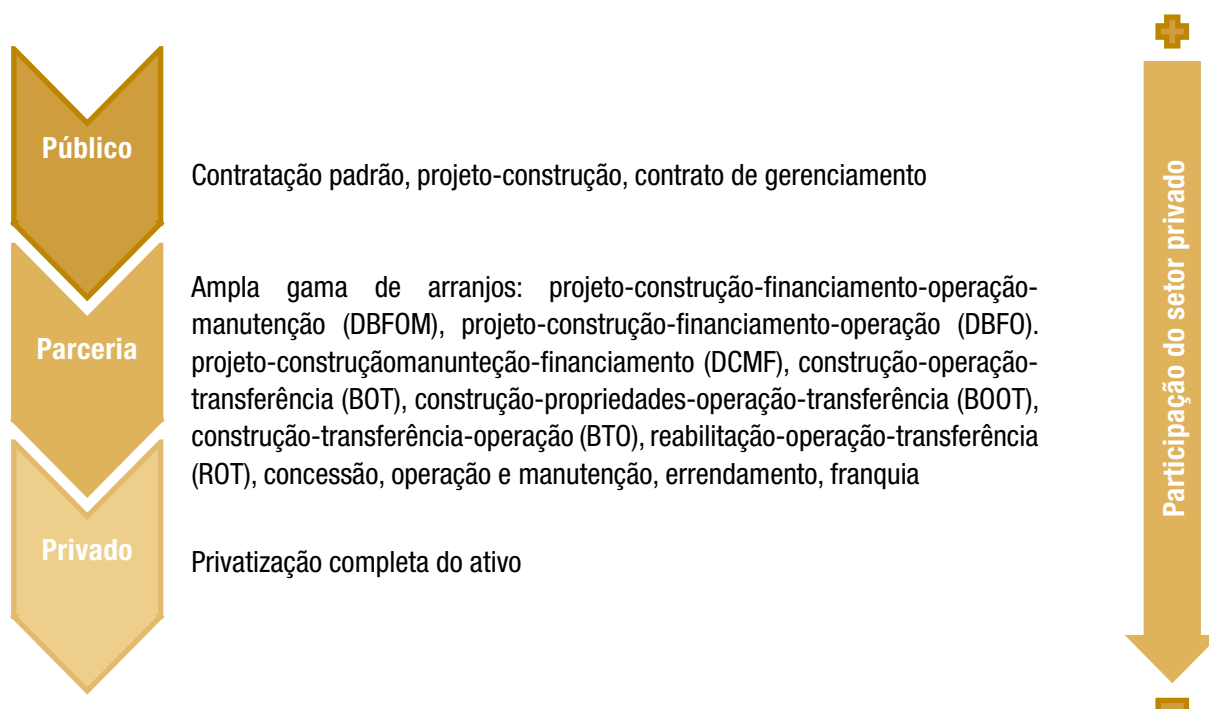 Público
Contratação padrão, projeto-construção, contrato de gerenciamento
Parceria
Ampla gama de arranjos: projeto-construção-financiamento-operação-
manutenção (DBFOM), projeto-construção-financiamento-operação (DBFO).
projeto-construçãomanunteção-financiamento (DCMF), construção-operação-
transferência (BOT), construção-propriedades-operação-transferência (BOOT),
construção-transferência-operação (BTO), reabilitação-operação-transferência
(ROT), concessão, operação e manutenção, errendamento, franquia
Privado
Privatização completa do ativo
Participação do setor privado